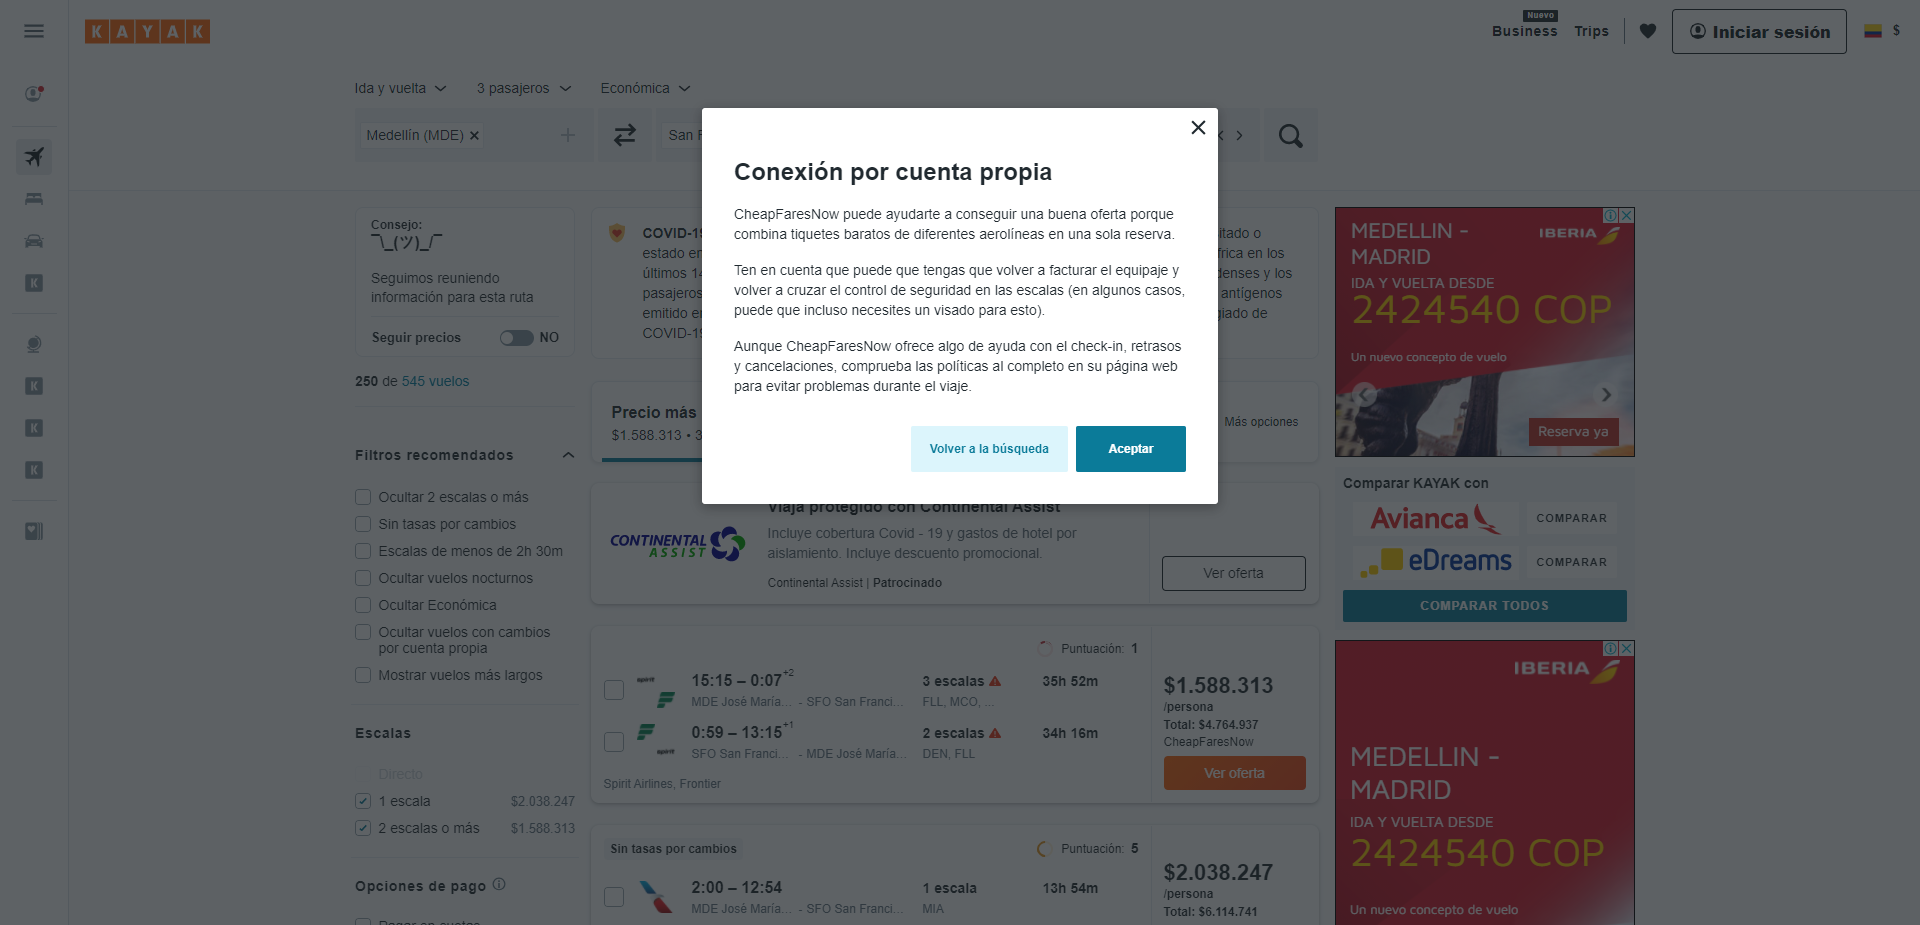 KAYAK
Nuevo
Business
Trips
Iniciar sesión
$
Ida y vuelta
3 pasajeros
Económica
Medellín (MDE)
San F
Conexión por cuenta propia
CheapFaresNow puede ayudarte a conseguir una buena oferta porque
combina tiquetes baratos de diferentes aerolíneas en una sola reserva.
Ten en cuenta que puede que tengas que volver a facturar el equipaje y
volver a cruzar el control de seguridad en las escalas (en algunos casos,
puede que incluso necesites un visado para esto).
Aunque CheapFaresNow ofrece algo de ayuda con el check-in, retrasos
y cancelaciones, comprueba las políticas al completo en su página web
para evitar problemas durante el viaje.
Volver a la búsqueda
Aceptar
Consejo:
¯\_(ツ)_/¯
Seguimos reuniendo
información para esta ruta
Seguir precios
NO
250 de 545 vuelos
Filtros recomendados
Ocultar 2 escalas o más
Sin tasas por cambios
Escalas de menos de 2h 30m
Ocultar vuelos nocturnos
Ocultar Económica
Ocultar vuelos con cambios
por cuenta propia
Mostrar vuelos más largos
Escalas
Directo
1 escala $2.038.247
2 escalas o más $1.588.313
Opciones de pago
Pagar en cuotas
COVID-19
estado en
últimos 14
pasajeros
emitido en
COVID-19
itado o
frica en los
denses y los
antígenos
giado de
Precio más
$1.588.313 • 3
Más opciones
Viaja protegido con Continental Assist
CONTINENTAL
ASSIST
Incluye cobertura Covid - 19 y gastos de hotel por
aislamiento. Incluye descuento promocional.
Continental Assist | Patrocinado
Ver oferta
Puntuación: 1
spirit
15:15 – 0:07+2
MDE José María... - SFO San Franci...
3 escalas
FLL, MCO, ...
35h 52m
0:59 – 13:15+1
SFO San Franci... - MDE José María...
2 escalas
DEN, FLL
34h 16m
spirit
Spirit Airlines, Frontier
$1.588.313
/persona
Total: $4.764.937
CheapFaresNow
Ver oferta
Sin tasas por cambios
Puntuación: 5
2:00 – 12:54
MDE José María... - SFO San Franci...
1 escala
MIA
13h 54m
$2.038.247
/persona
Total: $6.114.741
MEDELLIN -
MADRID
IBERIA
IDA Y VUELTA DESDE
2424540 COP
Un nuevo concepto de vuelo
Reserva ya
Comparar KAYAK con
Avianca
COMPARAR
eDreams
COMPARAR
COMPARAR TODOS
IBERIA
MEDELLIN -
MADRID
IDA Y VUELTA DESDE
2424540 COP
Un nuevo concepto de vuelo